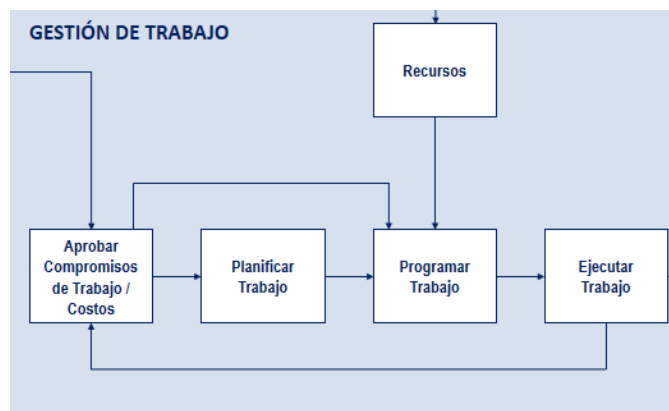 GESTIÓN DE TRABAJO
Recursos
Aprobar
Compromisos
de Trabajo /
Costos
Planificar
Trabajo
Programar
Trabajo
Ejecutar
Trabajo